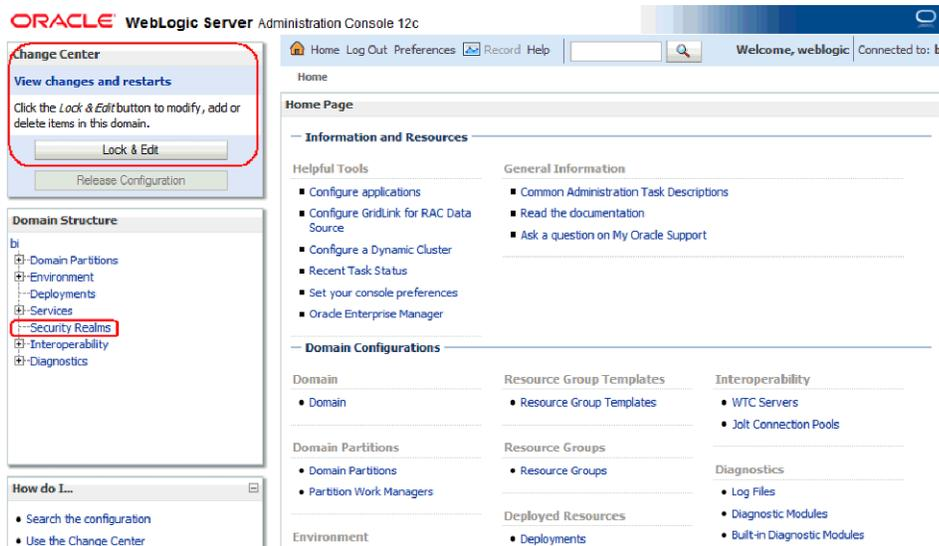 ORACLE WebLogic Server Administration Console 12c
Change Center
View changes and restarts
Click the Lock & Edit button to modify, add or
delete items in this domain.
Lock & Edit
Release Configuration
Domain Structure
bi
Domain Partitions
Environment
Deployments
Services
Security Realms
Interoperability
Diagnostics
How do I...
Search the configuration
Use the Change Center
Home Log Out Preferences Record Help
Welcome, weblogic Connected to:
Home
Home Page
Information and Resources
Helpful Tools
Configure applications
Configure GridLink for RAC Data
Source
Configure a Dynamic Cluster
Recent Task Status
Set your console preferences
Oracle Enterprise Manager
General Information
Common Administration Task Descriptions
Read the documentation
Ask a question on My Oracle Support
Domain Configurations
Domain
Domain
Domain Partitions
Domain Partitions
Partition Work Managers
Environment
Resource Group Templates
Resource Group Templates
Resource Groups
Resource Groups
Deployed Resources
Deployments
Interoperability
WTC Servers
Jolt Connection Pools
Diagnostics
Log Files
Diagnostic Modules
Built-in Diagnostic Modules